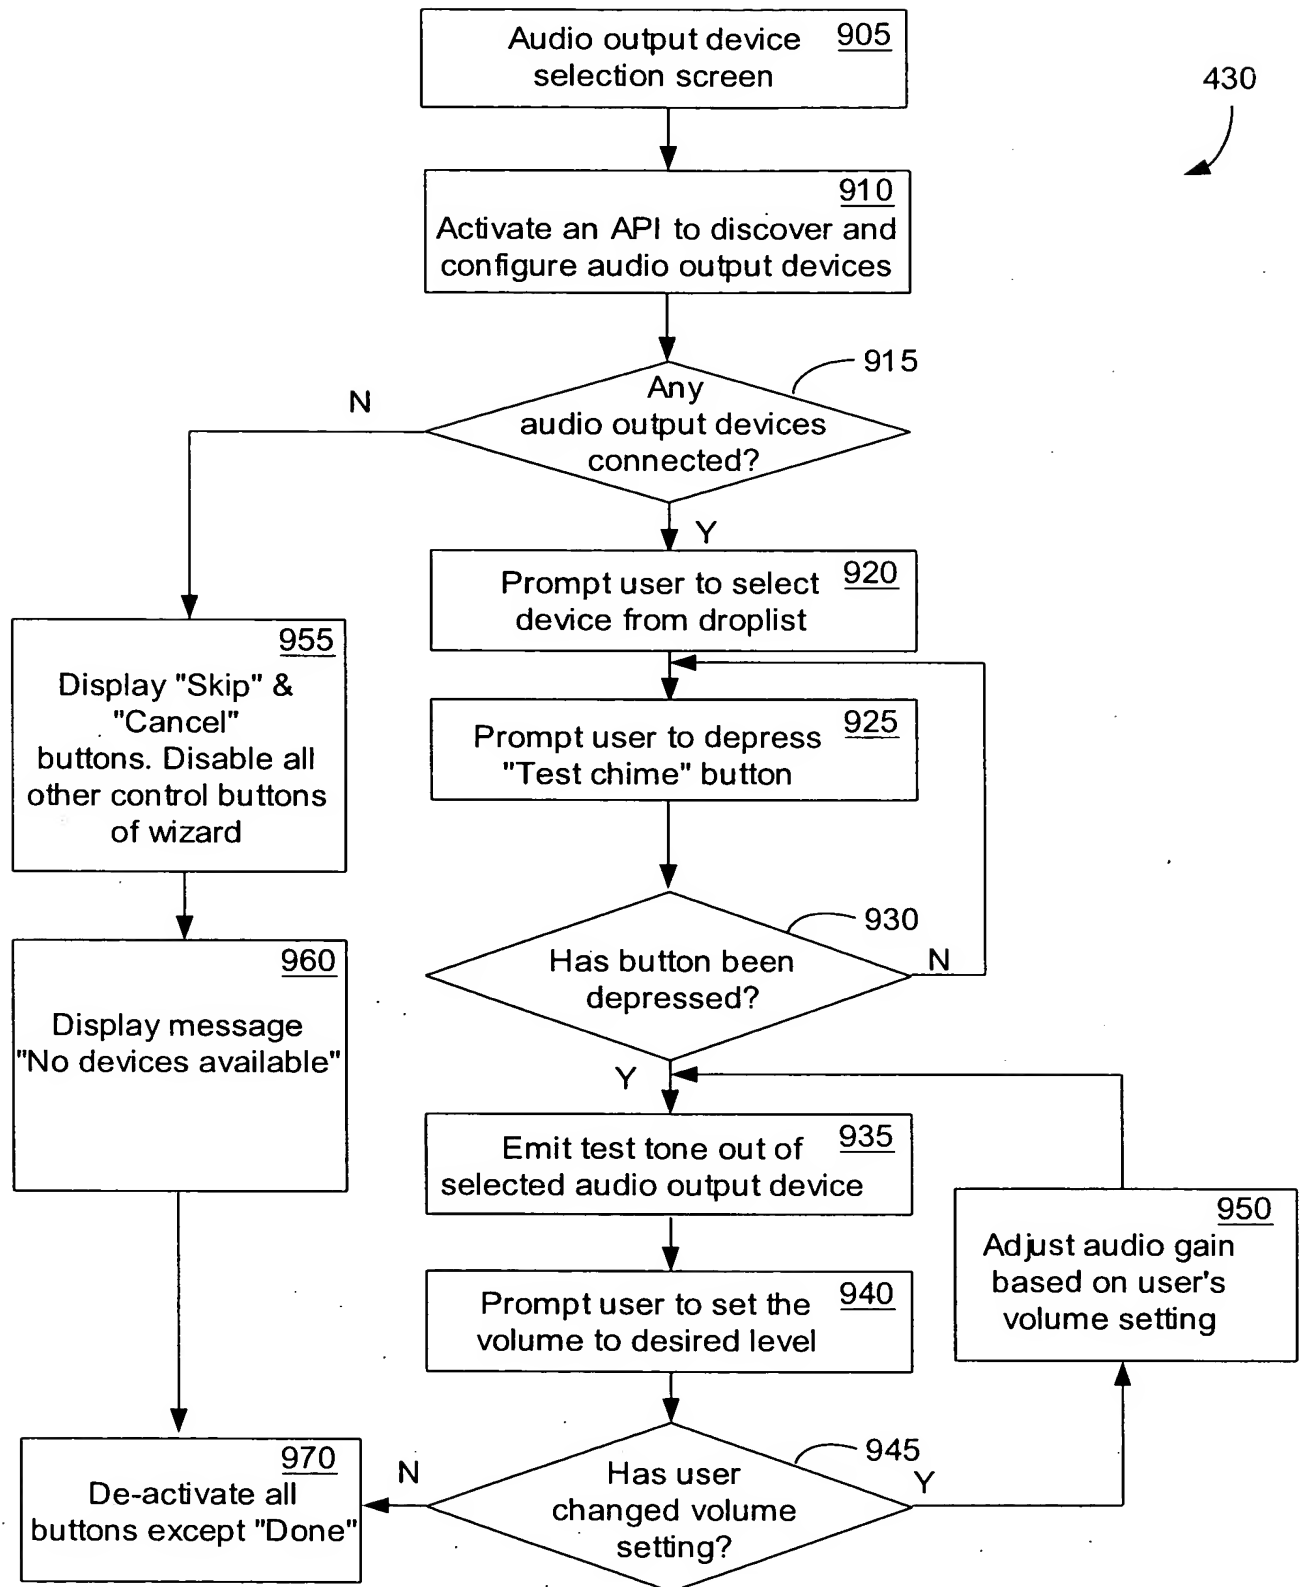 Audio output device
selection screen
905
430
910
Activate an API to discover and
configure audio output devices
915
Any
audio output devices
connected?
N
Y
920
Prompt user to select
device from droplist
955
Display "Skip" &
"Cancel"
buttons. Disable all
other control buttons
of wizard
925
Prompt user to depress
"Test chime" button
930
Has button been
depressed?
N
960
Display message
"No devices available"
Y
935
Emit test tone out of
selected audio output device
950
Adjust audio gain
based on user's
volume setting
940
Prompt user to set the
volume to desired level
945
Has user
changed volume
setting?
N
Y
970
De-activate all
buttons except "Done"